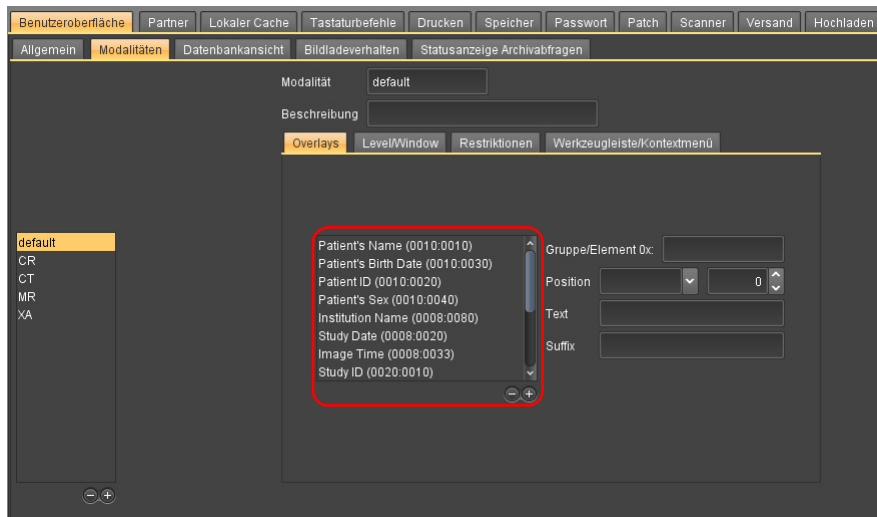 Benutzeroberfläche Partner Lokaler Cache Tastaturbefehle Drucken Speicher Passwort Patch Scanner Versand Hochladen
Allgemein Modalitäten Datenbankansicht Bildladeverhalten Statusanzeige Archivabfragen
Modalität default
Beschreibung
Overlays Level/Window Restriktionen Werkzeugleiste/Kontextmenü
default
CR
CT
MR
XA
Patient's Name (0010:0010)
Patient's Birth Date (0010:0030)
Patient ID (0010:0020)
Patient's Sex (0010:0040)
Institution Name (0008:0080)
Study Date (0008:0020)
Image Time (0008:0033)
Study ID (0020:0010)
Gruppe/Element 0x:
Position 0
Text
Suffix